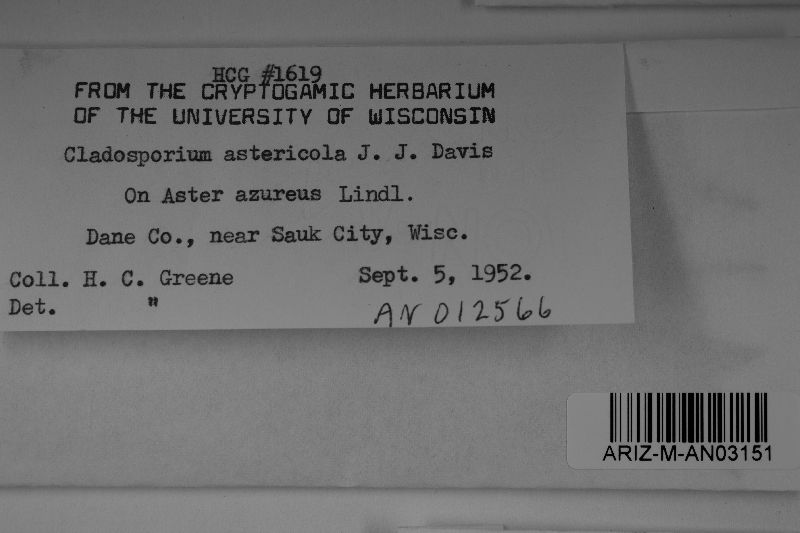 HCG #1619
FROM THE CRYPTOGAMIC HERBARIUM
OF THE UNIVERSITY OF WISCONSIN
Cladosporium astericola J. J. Davis
On Aster azureus Lindl.
Dane Co., near Sauk City, Wisc.
Coll. H. C. Greene Sept. 5, 1952.
Det. "
AN 012566
ARIZ-M-AN03151